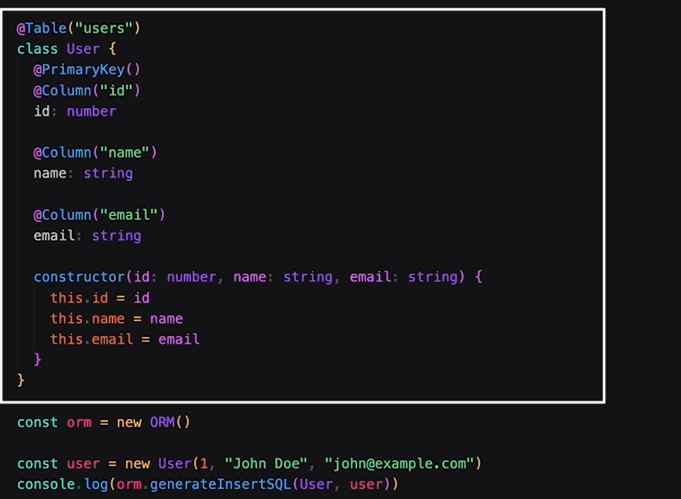 @Table("users")
class User {
  @PrimaryKey()
  @Column("id")
  id: number

  @Column("name")
  name: string

  @Column("email")
  email: string

  constructor(id: number, name: string, email: string) {
    this.id = id
    this.name = name
    this.email = email
  }
}

const orm = new ORM()

const user = new User(1, "John Doe", "john@example.com")
console.log(orm.generateInsertSQL(User, user))